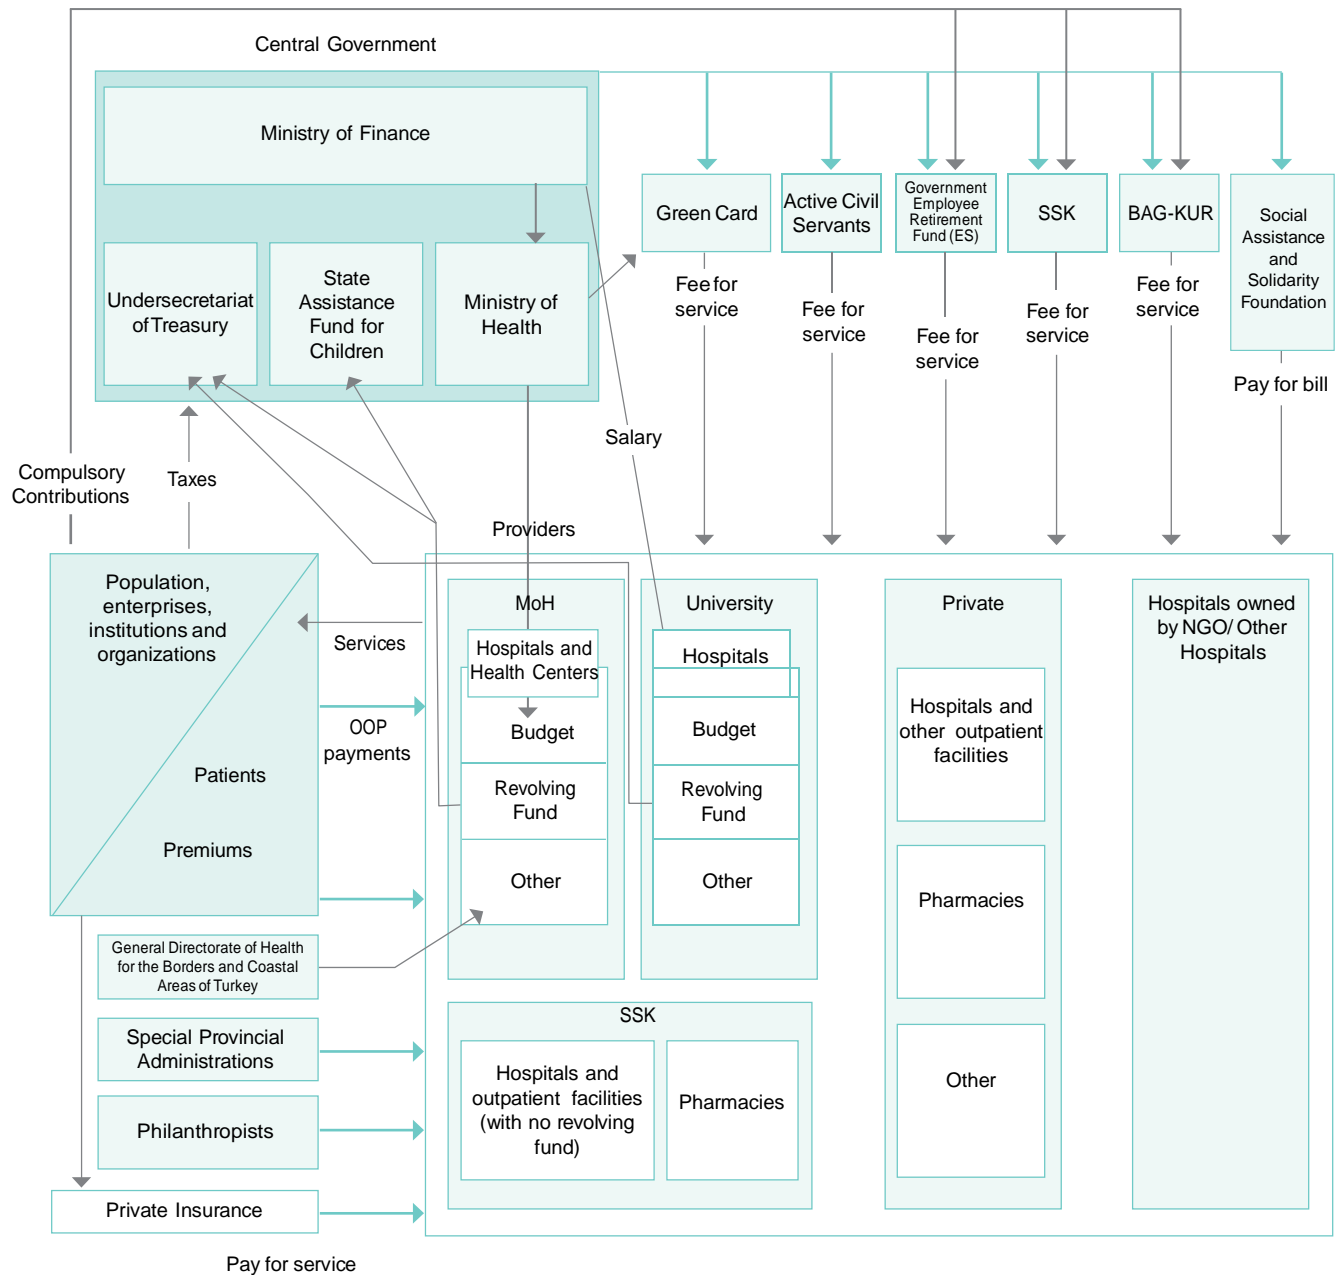 Central Government
Ministry of Finance
Undersecretariat
of Treasury
State
Assistance
Fund for
Children
Ministry of
Health
Green Card
Active Civil
Servants
Government
Employee
Retirement
Fund (ES)
SSK
BAG-KUR
Social
Assistance
and
Solidarity
Foundation
Fee for
service
Fee for
service
Fee for
service
Fee for
service
Fee for
service
Pay for bill
Salary
Compulsory
Contributions
Taxes
Providers
Population,
enterprises,
institutions and
organizations
Patients
Premiums
Services
OOP
payments
MoH
Hospitals and
Health Centers
Budget
Revolving
Fund
Other
University
Hospitals
Budget
Revolving
Fund
Other
Private
Hospitals and
other outpatient
facilities
Pharmacies
Other
Hospitals owned
by NGO/ Other
Hospitals
General Directorate of Health
for the Borders and Coastal
Areas of Turkey
Special Provincial
Administrations
Philanthropists
Private Insurance
SSK
Hospitals and
outpatient facilities
(with no revolving
fund)
Pharmacies
Pay for service